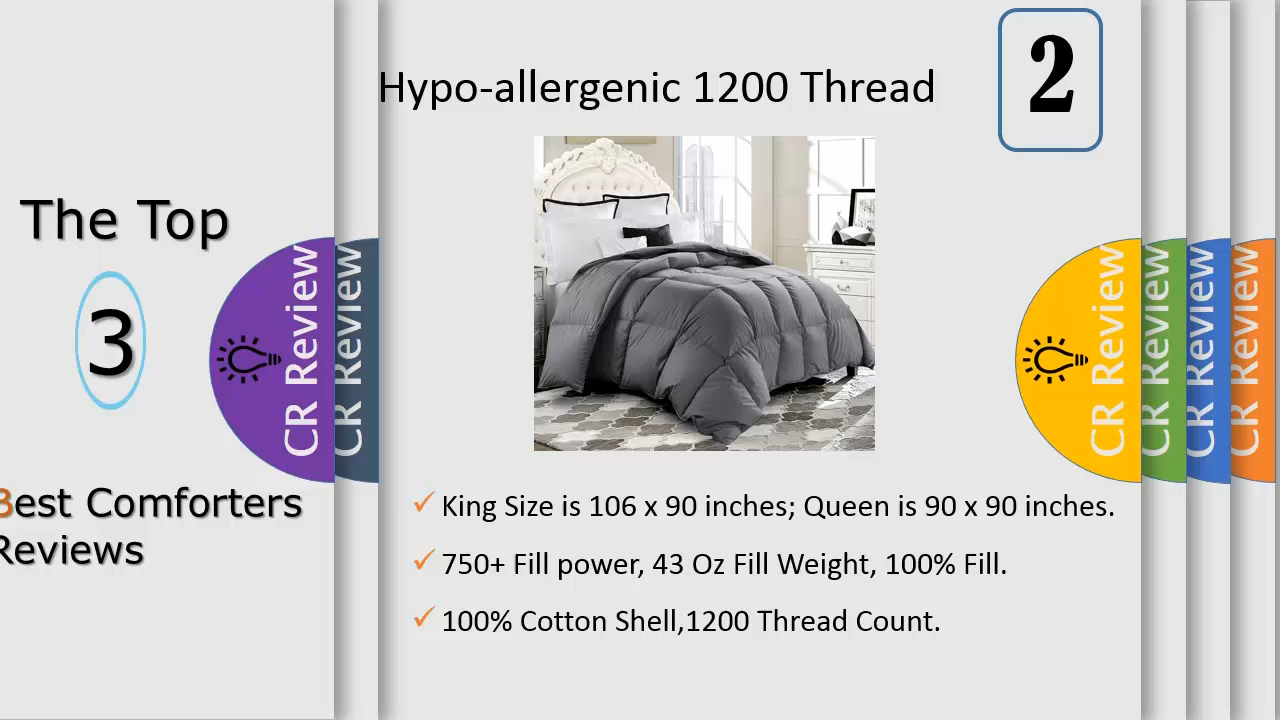 The Top
3
Best Comforters
Reviews
CR Review
CR Review
Hypo-allergenic 1200 Thread
2
King Size is 106 x 90 inches; Queen is 90 x 90 inches.
750+ Fill power, 43 Oz Fill Weight, 100% Fill.
100% Cotton Shell,1200 Thread Count.
CR Review
CR Review
CR Review
CR Review